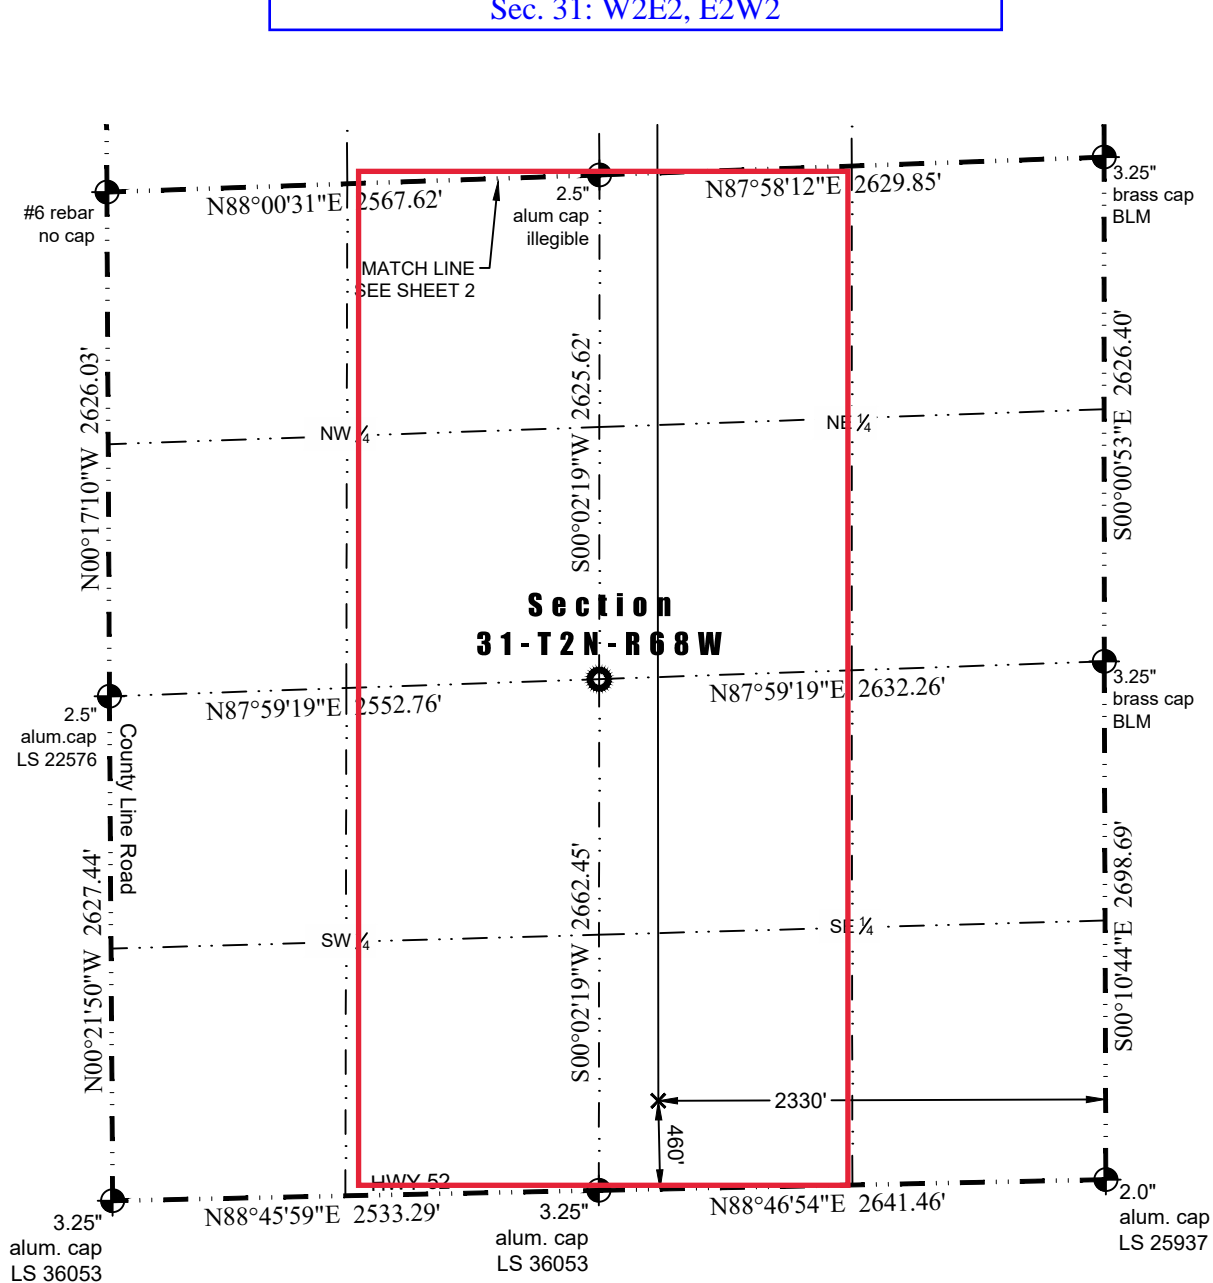 Sec. 31: W2E2, E2W2
N88°00'31"E 2567.62'
N87°58'12"E 2629.85'
#6 rebar
no cap
2.5"
alum cap
illegible
3.25"
brass cap
BLM
MATCH LINE
SEE SHEET 2
N00°17'10"W 2626.03'
S00°02'19"W 2625.62'
S00°00'53"E 2626.40'
NW ¼
NE ¼
Section
31-T2N-R68W
N87°59'19"E 2552.76'
N87°59'19"E 2632.26'
2.5"
alum.cap
LS 22576
3.25"
brass cap
BLM
County Line Road
N00°21'50"W 2627.44'
S00°02'19"W 2662.45'
S00°10'44"E 2698.69'
SW ¼
SE ¼
2330'
460'
HWY 52
N88°45'59"E 2533.29'
N88°46'54"E 2641.46'
3.25"
alum. cap
LS 36053
3.25"
alum. cap
LS 36053
2.0"
alum. cap
LS 25937